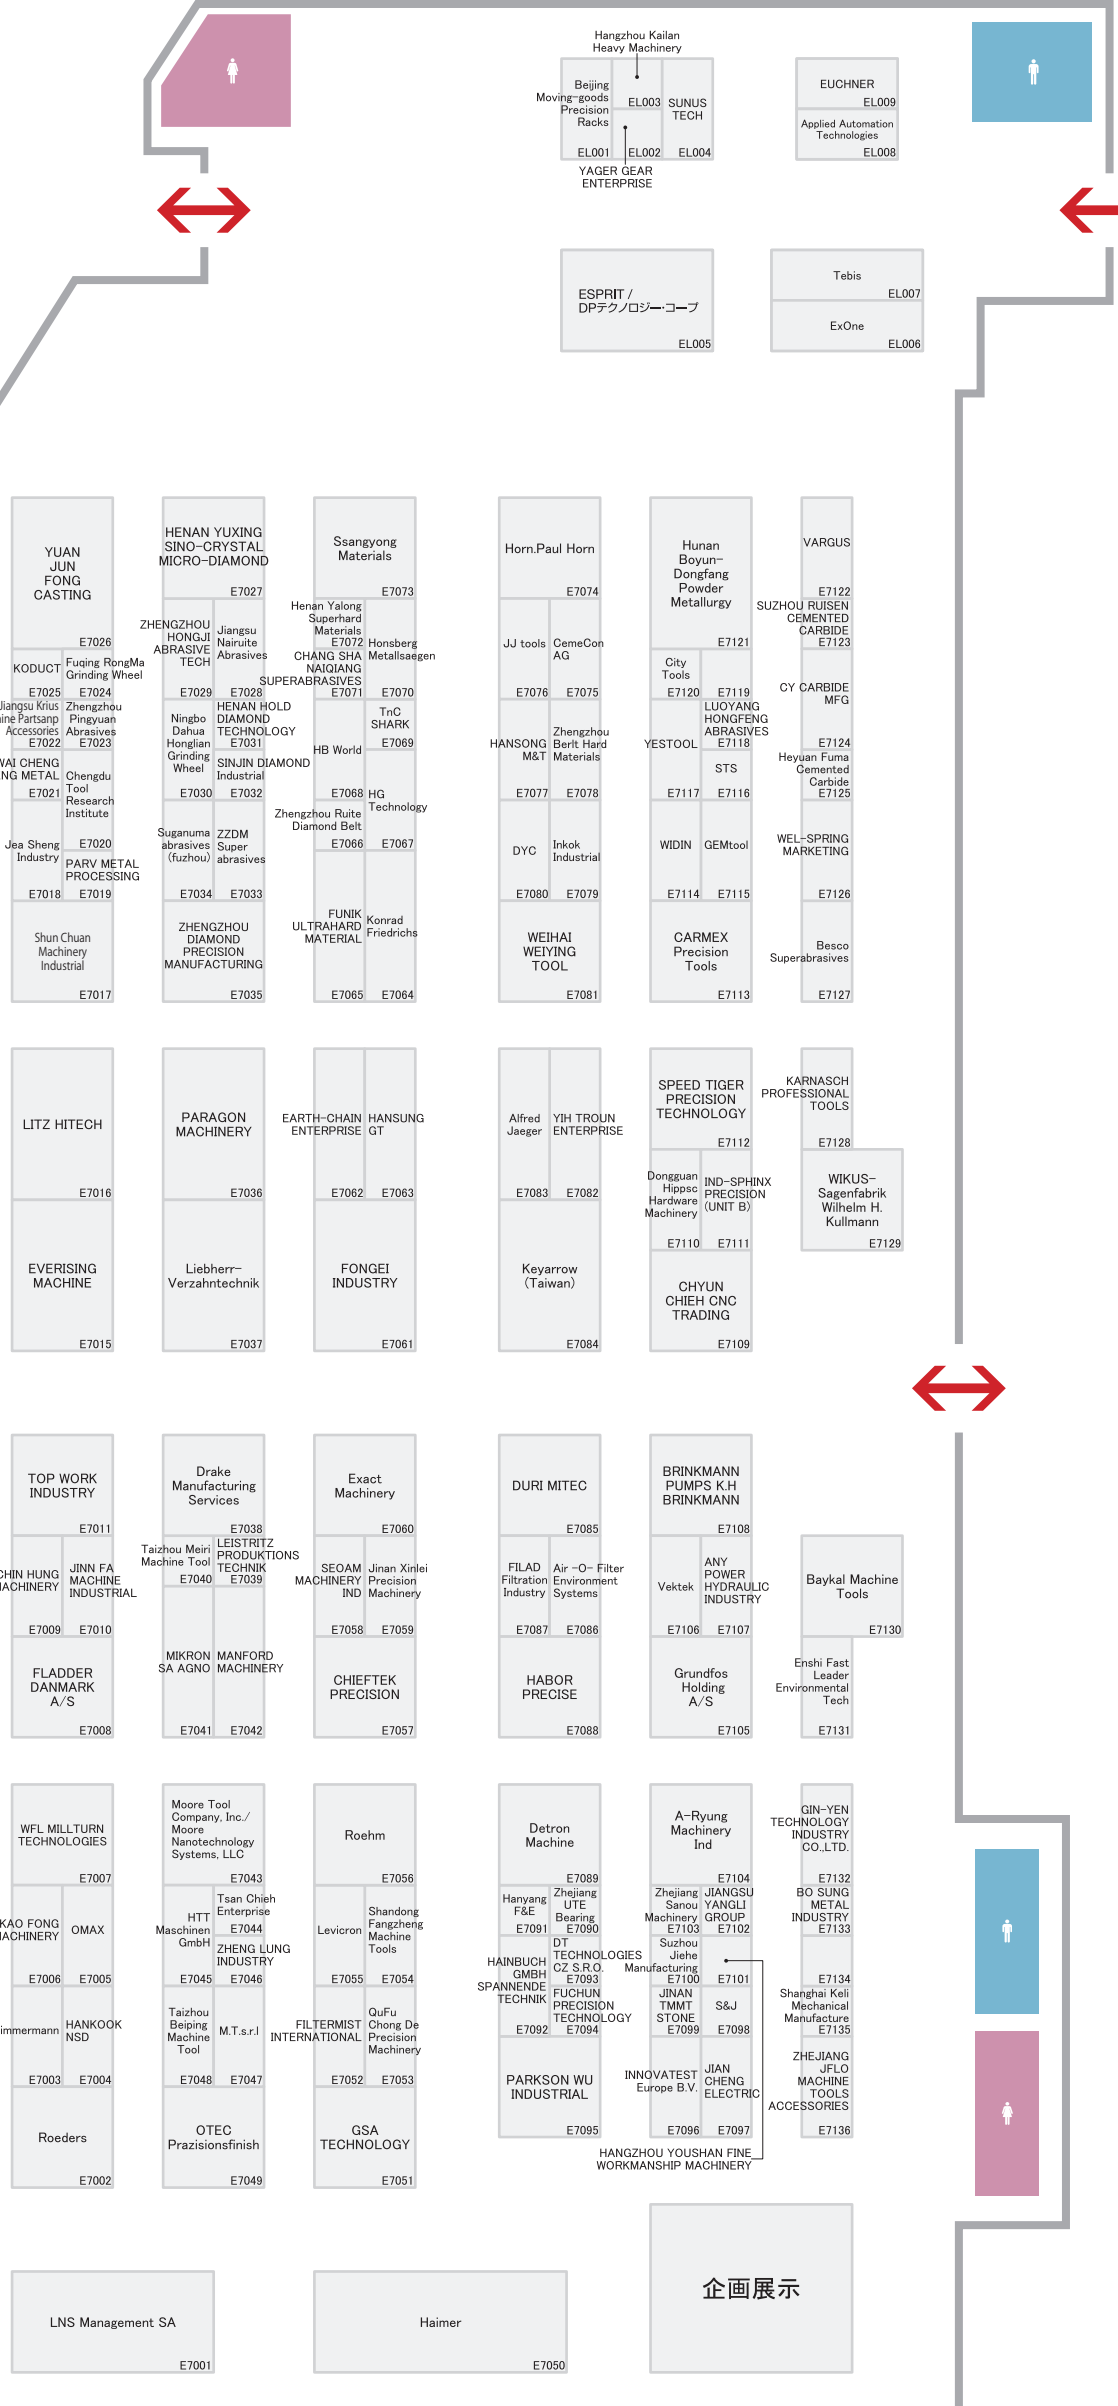 Hangzhou Kailan
Heavy Machinery
Beijing
Moving-goods
Precision
Racks
EL001
EL003
EL002
SUNUS
TECH
EL004
YAGER GEAR
ENTERPRISE
EUCHNER
EL009
Applied Automation
Technologies
EL008
ESPRIT /
DPテクノロジー・コープ
EL005
Tebis
EL007
ExOne
EL006
YUAN
JUN
FONG
CASTING
E7026
KODUCT
E7025
Fuqing RongMa
Grinding Wheel
E7024
Jiangsu Krius
ine Partsanp
Accessories
E7022
Zhengzhou
Pingyuan
Abrasives
E7023
WAI CHENG
NG METAL
E7021
Chengdu
Tool
Research
Institute
E7020
Jea Sheng
Industry
E7018
PARV METAL
PROCESSING
E7019
Shun Chuan
Machinery
Industrial
E7017
HENAN YUXING
SINO-CRYSTAL
MICRO-DIAMOND
E7027
ZHENGZHOU
HONGJI
ABRASIVE
TECH
E7029
Jiangsu
Nairuite
Abrasives
E7028
Ningbo
Dahua
Honglian
Grinding
Wheel
E7030
HENAN HOLD
DIAMOND
TECHNOLOGY
E7031
SINJIN DIAMOND
Industrial
E7032
Suganuma
abrasives
(fuzhou)
E7034
ZZDM
Super
abrasives
E7033
ZHENGZHOU
DIAMOND
PRECISION
MANUFACTURING
E7035
Ssangyong
Materials
E7073
Henan Yalong
Superhard
Materials
E7072
CHANG SHA
NAIQIANG
SUPERABRASIVES
E7071
Honsberg
Metallsaegen
E7070
TnC
SHARK
E7069
HB World
E7068
HG
Technology
E7067
Zhengzhou Ruite
Diamond Belt
E7066
FUNIK
ULTRAHARD
MATERIAL
E7065
Konrad
Friedrichs
E7064
Horn.Paul Horn
E7074
JJ tools
E7076
CemeCon
AG
E7075
HANSONG
M&T
E7077
Zhengzhou
Berlt Hard
Materials
E7078
DYC
E7080
Inkok
Industrial
E7079
WEIHAI
WEIYING
TOOL
E7081
Hunan
Boyun-
Dongfang
Powder
Metallurgy
E7121
City
Tools
E7120
E7119
LUOYANG
HONGFENG
ABRASIVES
E7118
YESTOOL
E7117
STS
E7116
WIDIN
E7114
GEMtool
E7115
CARMEX
Precision
Tools
E7113
VARGUS
E7122
SUZHOU RUISEN
CEMENTED
CARBIDE
E7123
CY CARBIDE
MFG
E7124
Heyuan Fuma
Cemented
Carbide
E7125
WEL-SPRING
MARKETING
E7126
Besco
Superabrasives
E7127
LITZ HITECH
E7016
EVERISING
MACHINE
E7015
PARAGON
MACHINERY
E7036
Liebherr-
Verzahntechnik
E7037
EARTH-CHAIN
ENTERPRISE
E7062
HANSUNG
GT
E7063
FONGEI
INDUSTRY
E7061
Alfred
Jaeger
E7083
YIH TROUN
ENTERPRISE
E7082
Keyarrow
(Taiwan)
E7084
SPEED TIGER
PRECISION
TECHNOLOGY
E7112
Dongguan
Hippsc
Hardware
Machinery
E7110
IND-SPHINX
PRECISION
(UNIT B)
E7111
CHYUN
CHIEH CNC
TRADING
E7109
KARNASCH
PROFESSIONAL
TOOLS
E7128
WIKUS-
Sagenfabrik
Wilhelm H.
Kullmann
E7129
TOP WORK
INDUSTRY
E7011
CHIN HUNG
MACHINERY
E7009
JINN FA
MACHINE
INDUSTRIAL
E7010
FLADDER
DANMARK
A/S
E7008
Drake
Manufacturing
Services
E7038
Taizhou Meiri
Machine Tool
E7040
LEISTRITZ
PRODUKTIONS
TECHNIK
E7039
MIKRON
SA AGNO
E7041
MANFORD
MACHINERY
E7042
Exact
Machinery
E7060
SEOAM
MACHINERY
IND
E7058
Jinan Xinlei
Precision
Machinery
E7059
CHIEFTEK
PRECISION
E7057
DURI MITEC
E7085
FILAD
Filtration
Industry
E7087
Air -O- Filter
Environment
Systems
E7086
HABOR
PRECISE
E7088
BRINKMANN
PUMPS K.H
BRINKMANN
E7108
Vektek
E7106
ANY
POWER
HYDRAULIC
INDUSTRY
E7107
Grundfos
Holding
A/S
E7105
Baykal Machine
Tools
E7130
Enshi Fast
Leader
Environmental
Tech
E7131
WFL MILLTURN
TECHNOLOGIES
E7007
KAO FONG
MACHINERY
E7006
OMAX
E7005
immermann
E7003
HANKOOK
NSD
E7004
Roeders
E7002
Moore Tool
Company, Inc./
Moore
Nanotechnology
Systems, LLC
E7043
HTT
Maschinen
GmbH
E7045
Tsan Chieh
Enterprise
E7044
ZHENG LUNG
INDUSTRY
E7046
Taizhou
Beiping
Machine
Tool
E7048
M.T.s.r.l
E7047
OTEC
Prazisionsfinish
E7049
Roehm
E7056
Levicron
E7055
Shandong
Fangzheng
Machine
Tools
E7054
FILTERMIST
INTERNATIONAL
E7052
QuFu
Chong De
Precision
Machinery
E7053
GSA
TECHNOLOGY
E7051
Detron
Machine
E7089
Hanyang
F&E
E7091
Zhejiang
UTE
Bearing
E7090
HAINBUCH
GMBH
SPANNENDE
TECHNIK
E7092
DT
TECHNOLOGIES
CZ S.R.O.
E7093
FUCHUN
PRECISION
TECHNOLOGY
E7094
PARKSON WU
INDUSTRIAL
E7095
A-Ryung
Machinery
Ind
E7104
Zhejiang
Sanou
Machinery
E7103
JIANGSU
YANGLI
GROUP
E7102
Suzhou
Jiehe
Manufacturing
E7100
E7101
JINAN
TMMT
STONE
E7099
S&J
E7098
INNOVATEST
Europe B.V.
E7096
JIAN
CHENG
ELECTRIC
E7097
HANGZHOU YOUSHAN FINE
WORKMANSHIP MACHINERY
GIN-YEN
TECHNOLOGY
INDUSTRY
CO.,LTD.
E7132
BO SUNG
METAL
INDUSTRY
E7133
E7134
Shanghai Keli
Mechanical
Manufacture
E7135
ZHEJIANG
JFLO
MACHINE
TOOLS
ACCESSORIES
E7136
LNS Management SA
E7001
Haimer
E7050
企画展示